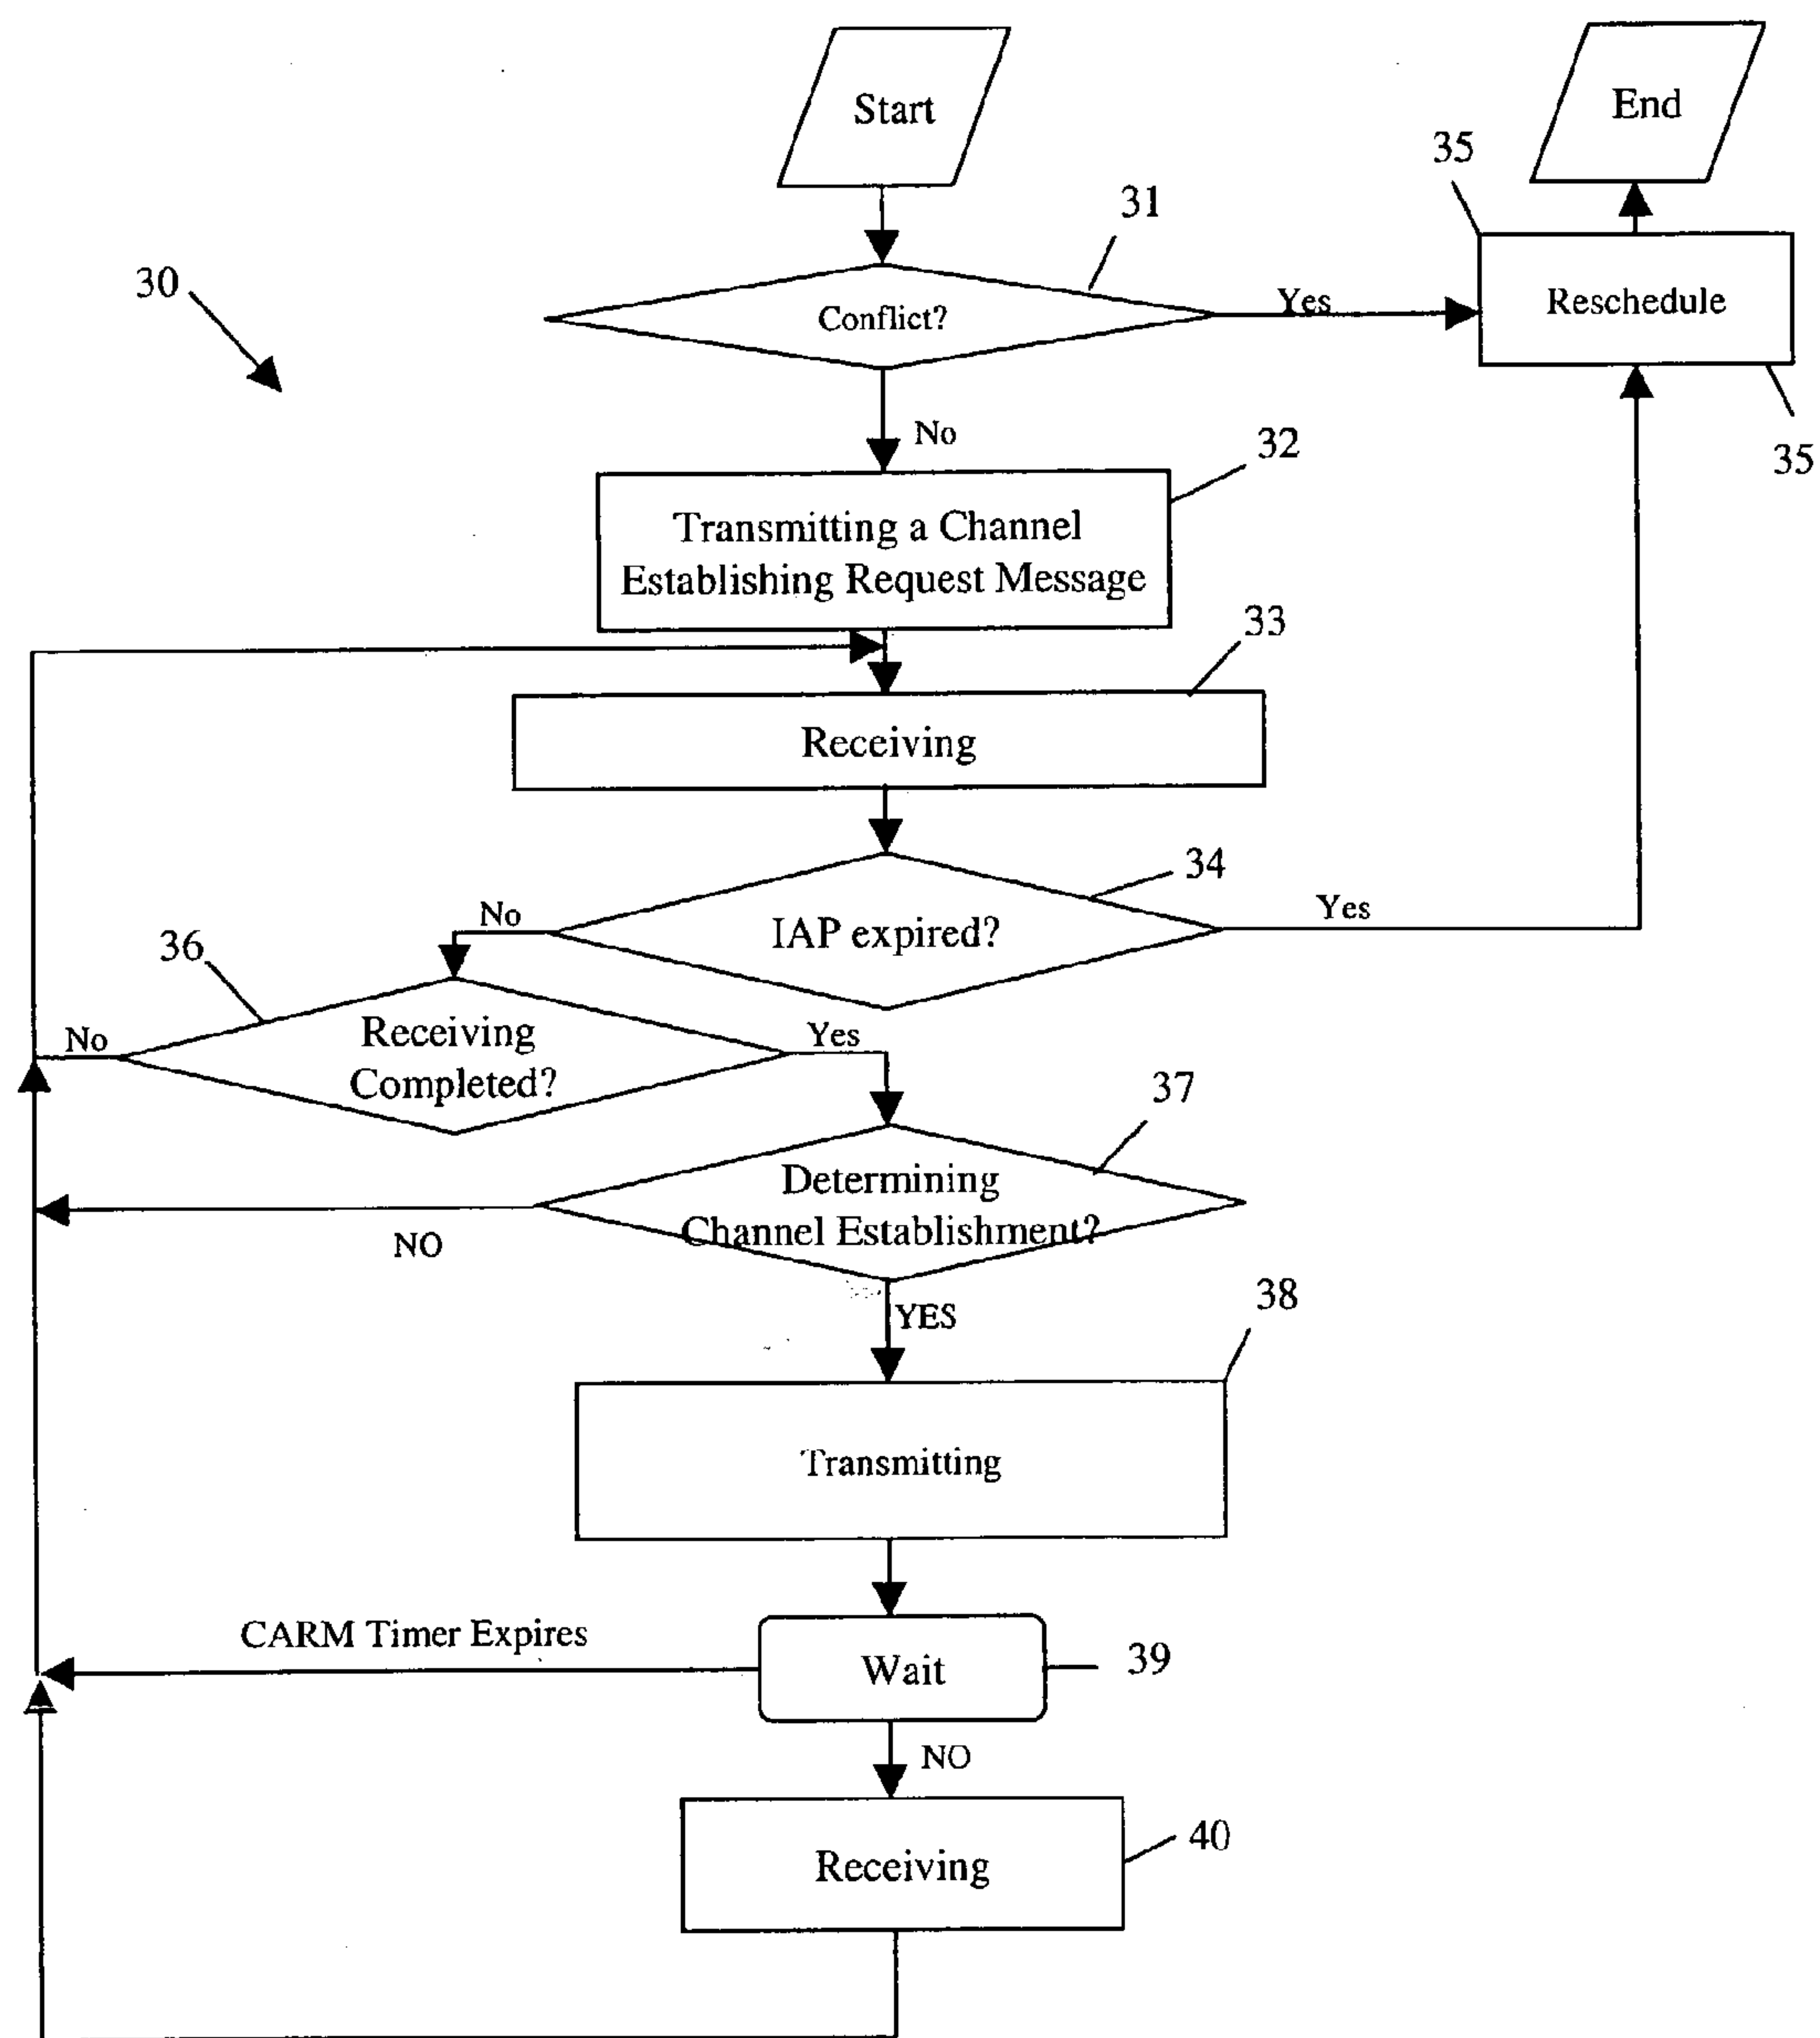 Start
End
35
31
30
Conflict?
Yes
Reschedule
No
32
35
Transmitting a Channel
Establishing Request Message
33
Receiving
34
No
IAP expired?
Yes
36
No
Receiving
Completed?
Yes
37
Determining
Channel Establishment?
NO
YES
38
Transmitting
CARM Timer Expires
Wait
39
NO
Receiving
40